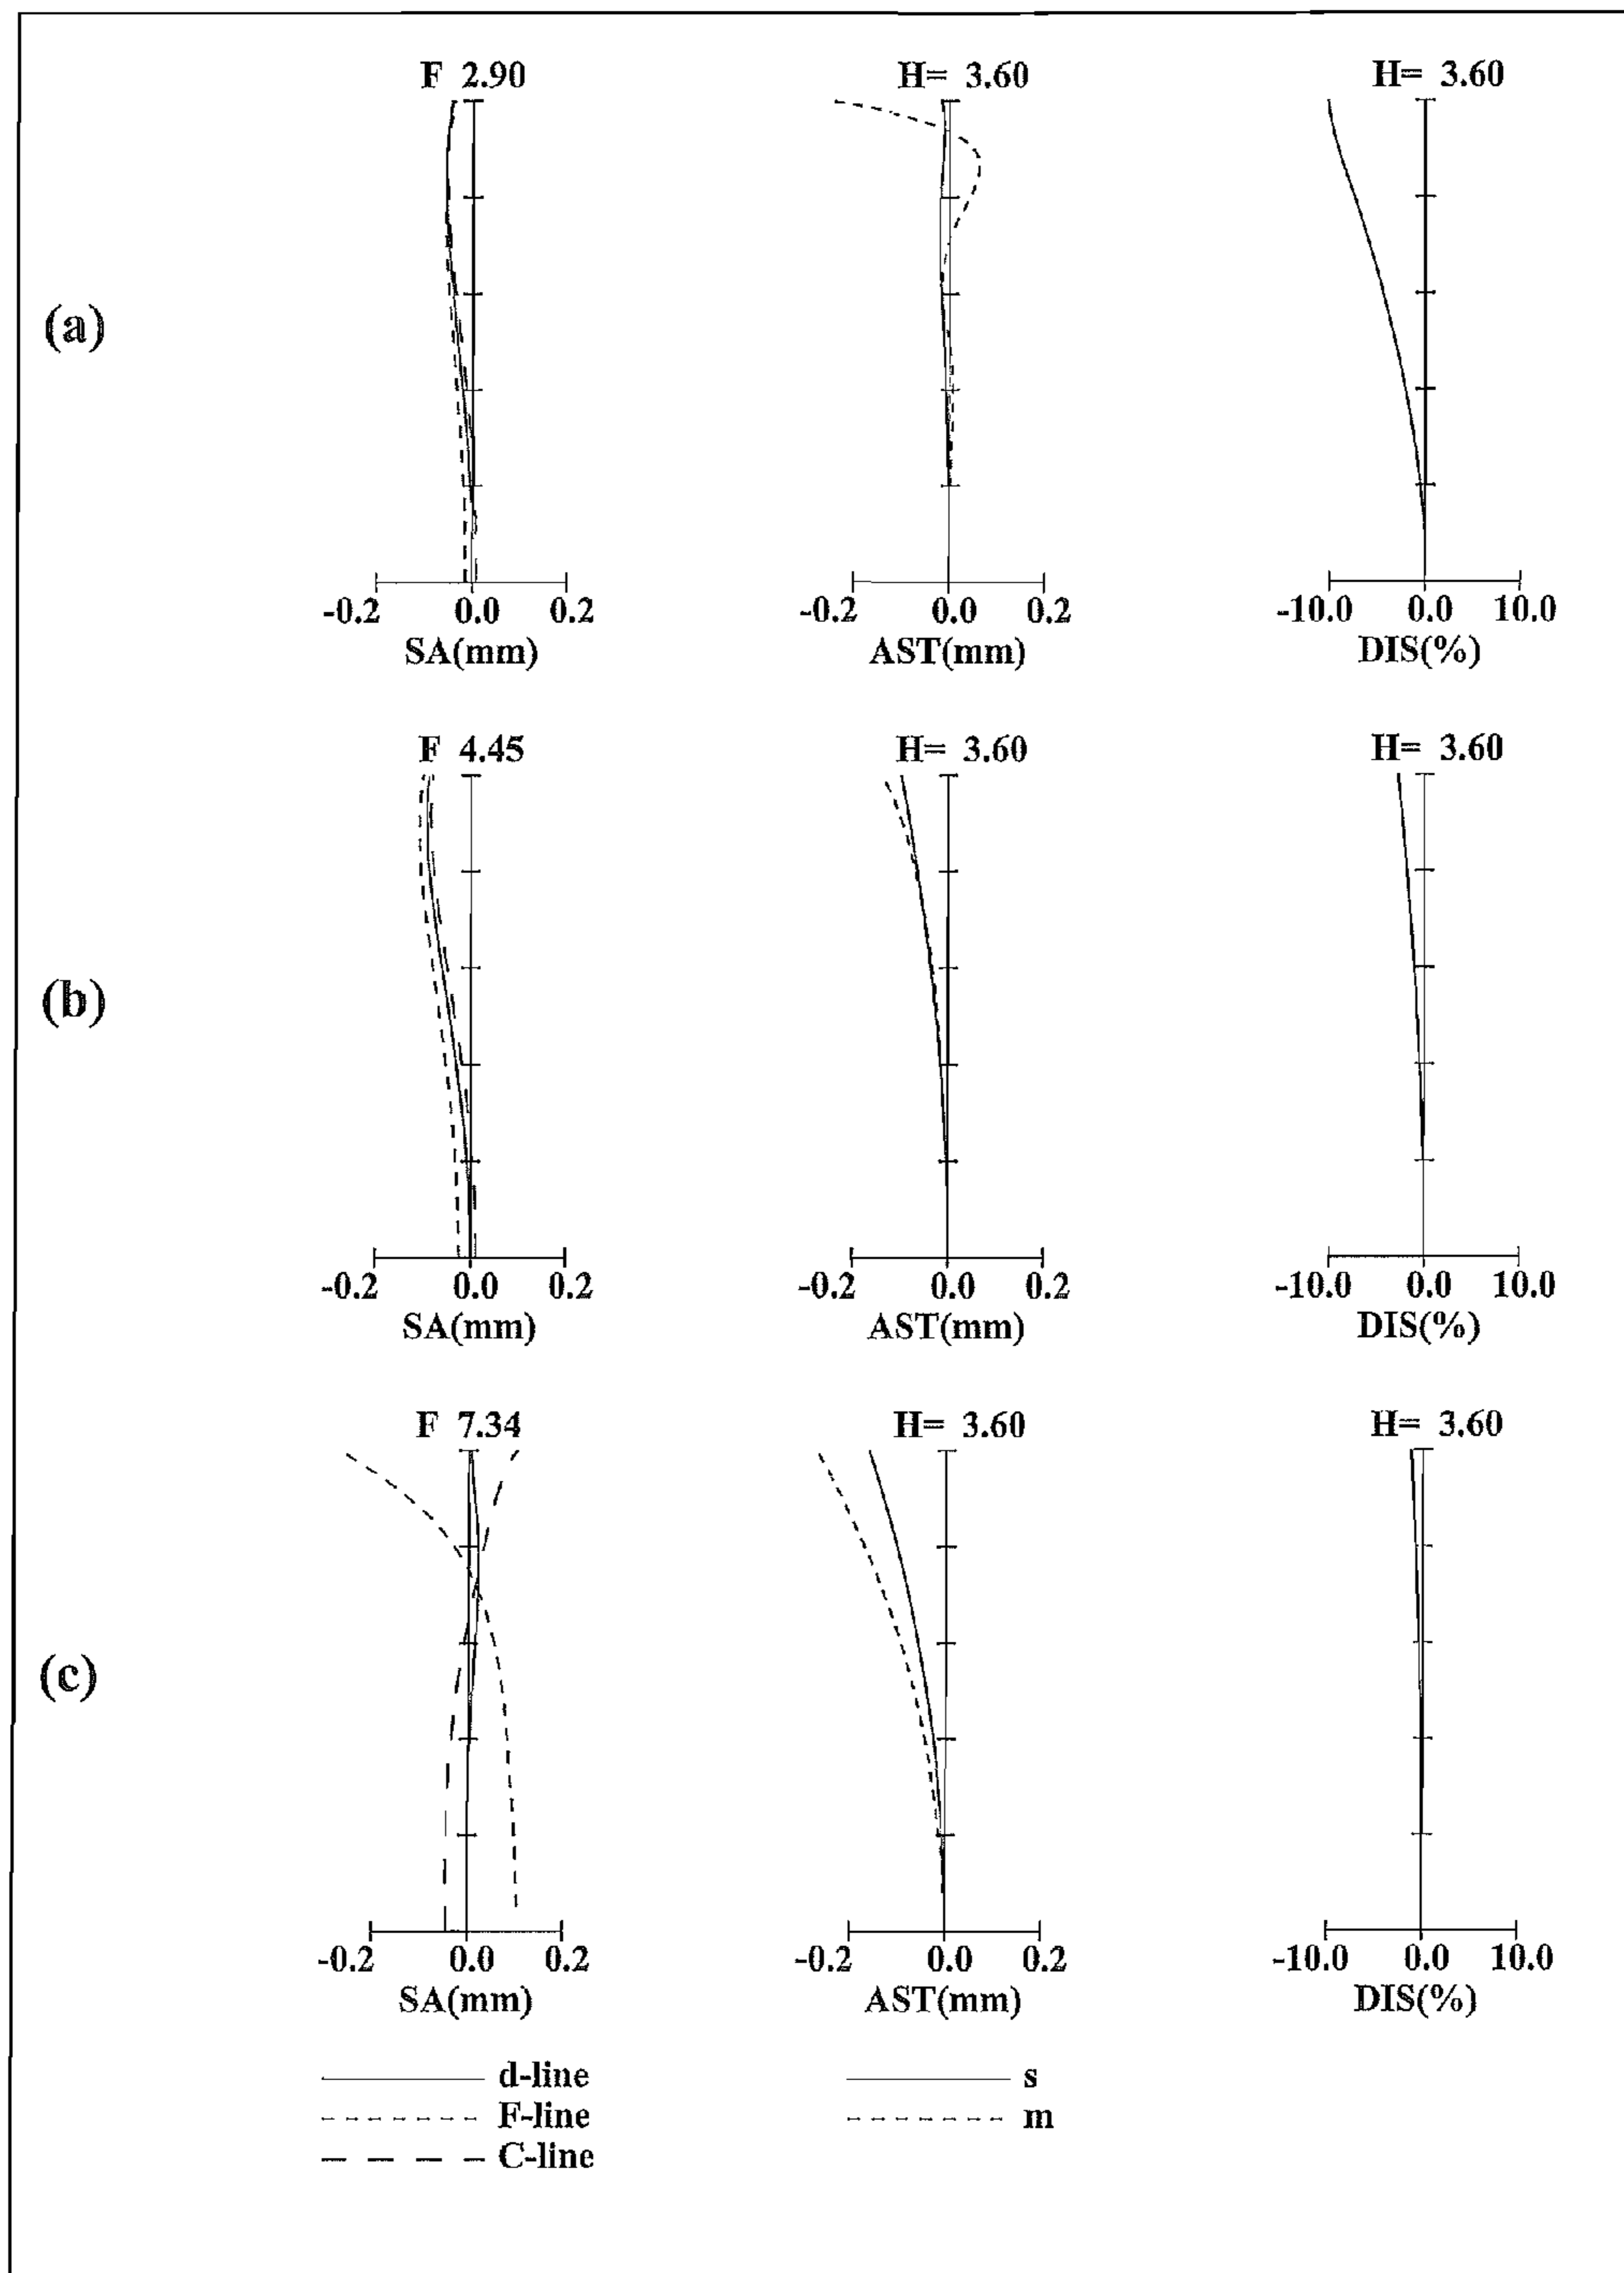 F 2.90 H= 3.60 H= 3.60
(a)
-0.2 0.0 0.2 -0.2 0.0 0.2 -10.0 0.0 10.0
SA(mm) AST(mm) DIS(%)
F 4.45 H= 3.60 H= 3.60
(b)
-0.2 0.0 0.2 -0.2 0.0 0.2 -10.0 0.0 10.0
SA(mm) AST(mm) DIS(%)
F 7.34 H= 3.60 H= 3.60
(c)
-0.2 0.0 0.2 -0.2 0.0 0.2 -10.0 0.0 10.0
SA(mm) AST(mm) DIS(%)
d-line s
F-line m
C-line